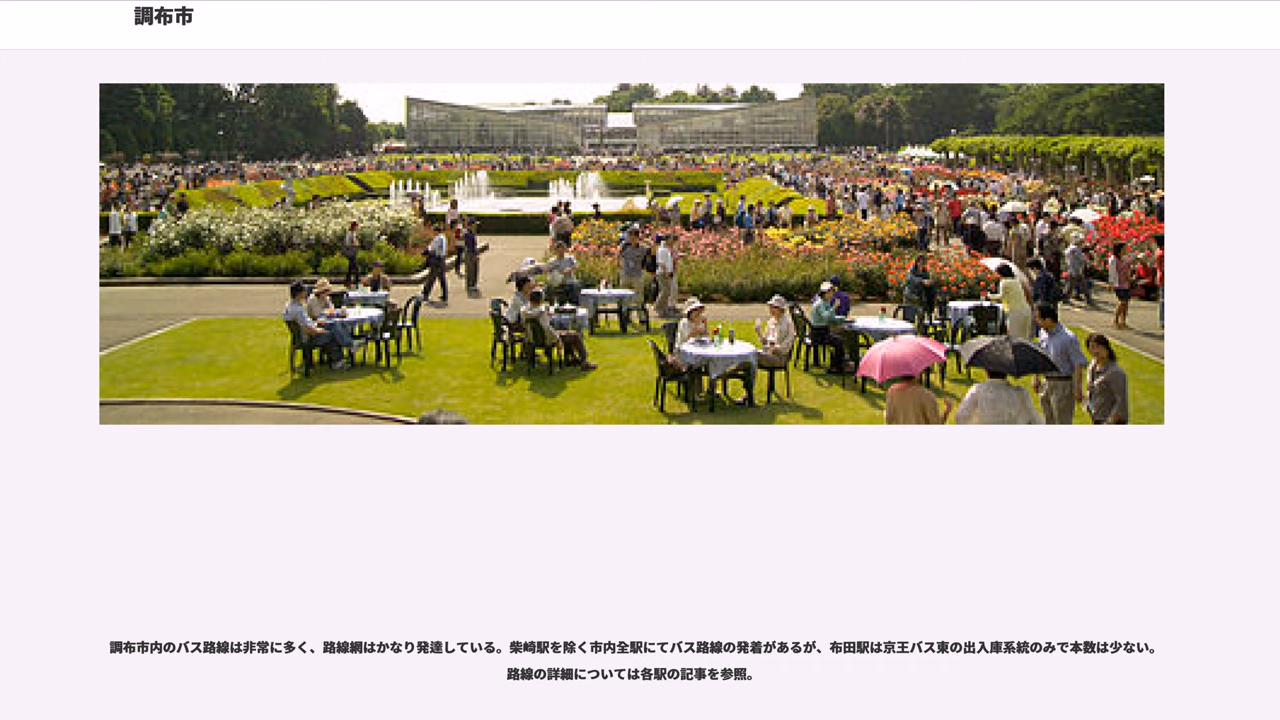 調布市
調布市内のバス路線は非常に多く、路線網はかなり発達している。柴崎駅を除く市内全駅にてバス路線の発着があるが、布田駅は京王バス東の出入庫系統のみで本数は少ない。
路線の詳細については各駅の記事を参照。